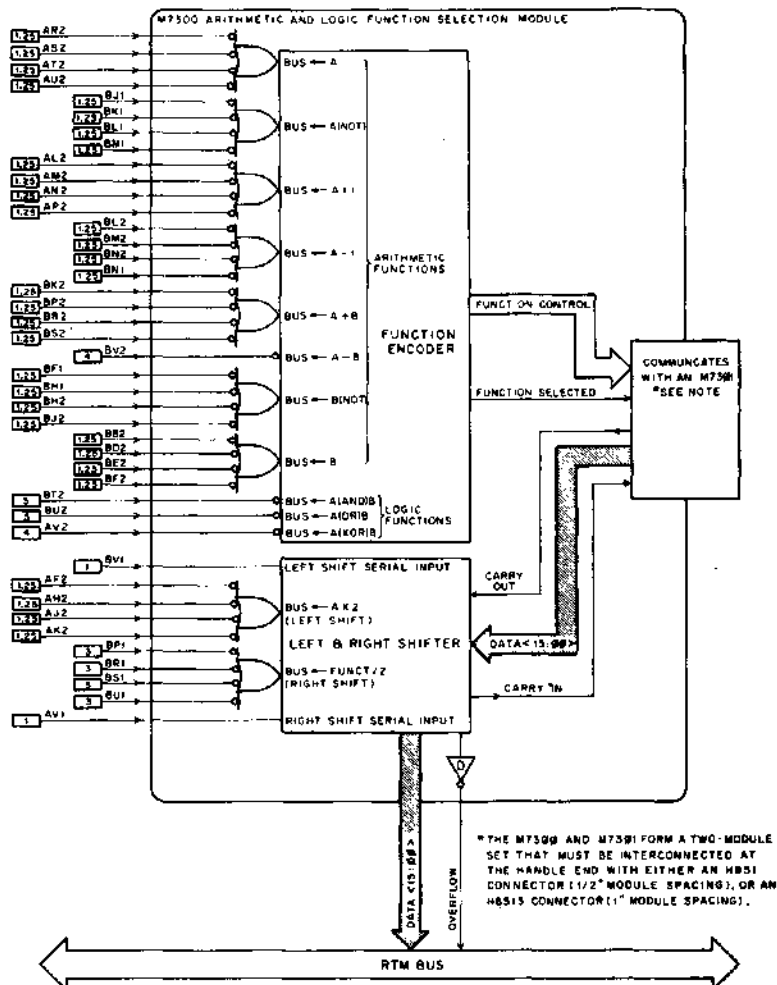 M7300 ARITHMETIC AND LOGIC FUNCTION SELECTION MODULE
1.25 AR2
1.25 AS2
1.25 AT2
1.25 AU2
BUS ← A
1.25 BJ1
1.25 BK1
1.25 BL1
1.25 BM1
BUS ← A(NOT)
1.25 AL2
1.25 AM2
1.25 AN2
1.25 AP2
BUS ← A+1
1.25 BL2
1.25 BM2
1.25 BN2
1.25 BN1
BUS ← A-1
ARITHMETIC
FUNCTIONS
1.25 BK2
1.25 BP2
1.25 BR2
1.25 BS2
BUS ← A+B
FUNCTION
ENCODER
4 BV2
BUS ← A-B
1.25 BF1
1.25 BH1
1.25 BH2
1.25 BJ2
BUS ← B(NOT)
1.25
1.25 BD2
1.25 BE2
1.25 BF2
BUS ← B
BT2
BUS ← A(AND)B
BU2
BUS ← A(OR)B
4 AV2
BUS ← A(XOR)B
LOGIC
FUNCTIONS
FUNCTION CONTROL
FUNCTION SELECTED
COMMUNCATES
WITH AN M7301
*SEE NOTE
1 BV1
LEFT SHIFT SERIAL INPUT
CARRY
OUT
1.25 AF2
1.25 AH2
1.25 AJ2
1.25 AK2
BUS ←
(LEFT SHIFT)
LEFT & RIGHT SHIFTER
DATA<15:00>
3 BP1
3 BR1
BS1
3 BU1
BUS ← FUNCT/2
(RIGHT SHIFT)
CARRY IN
1 AV1
RIGHT SHIFT SERIAL INPUT
D
DATA <15:00>
OVERFLOW
*THE M7300 AND M7301 FORM A TWO-MODULE
SET THAT MUST BE INTERCONNECTED AT
THE HANDLE END WITH EITHER AN H851
CONNECTOR (1/2" MODULE SPACING), OR AN
H8513 CONNECTOR (1" MODULE SPACING).
RTM BUS